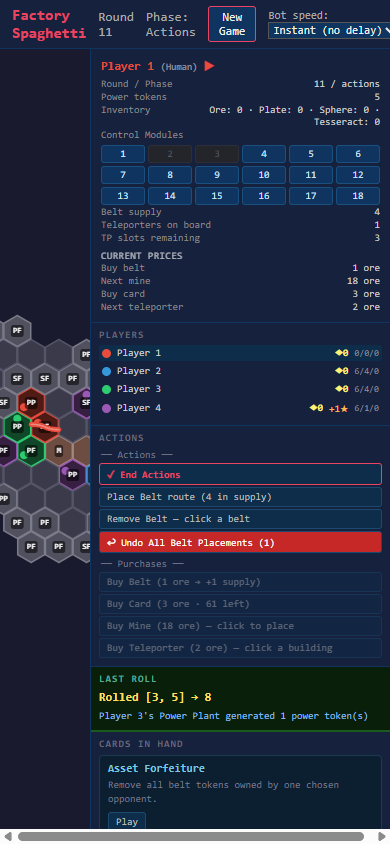 Factory Spaghetti
Round 11
Phase: Actions
New Game
Bot speed:
Instant (no delay)
Player 1 (Human) ▶
Round / Phase 11 / actions
Power tokens 5
Inventory Ore: 0 · Plate: 0 · Sphere: 0 ·
Tesseract: 0
Control Modules
1 2 3 4 5 6
7 8 9 10 11 12
13 14 15 16 17 18
Belt supply 4
Teleporters on board 1
TP slots remaining 3
CURRENT PRICES
Buy belt 1 ore
Next mine 18 ore
Buy card 3 ore
Next teleporter 2 ore
PLAYERS
Player 1 ◆0 0/0/0
Player 2 ◆0 6/4/0
Player 3 ◆0 6/4/0
Player 4 ◆0 +1★ 6/1/0
ACTIONS
── Actions ──
✓ End Actions
Place Belt route (4 in supply)
Remove Belt — click a belt
↩ Undo All Belt Placements (1)
── Purchases ──
Buy Belt (1 ore → +1 supply)
Buy Card (3 ore · 61 left)
Buy Mine (18 ore) — click to place
Buy Teleporter (2 ore) — click a building
LAST ROLL
Rolled [3, 5] → 8
Player 3's Power Plant generated 1 power token(s)
CARDS IN HAND
Asset Forfeiture
Remove all belt tokens owned by one chosen
opponent.
Play
PF
PF
SF SF PP SF
PP
PF PF M
PP
PP PF PF
PF PF SF